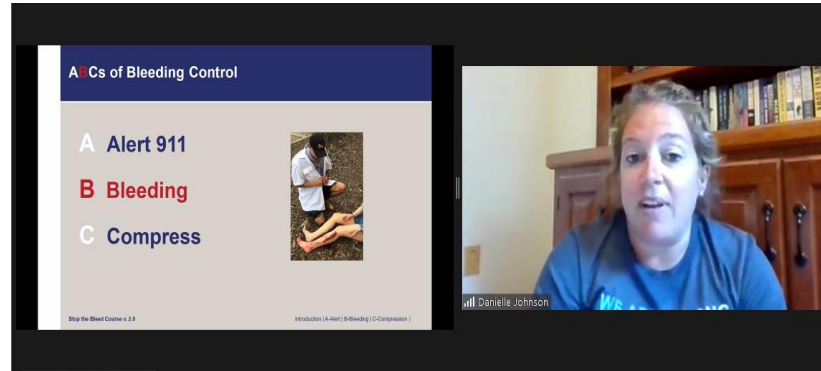 ABCs of Bleeding Control
A Alert 911
B Bleeding
C Compress
Stop the Bleed Course v. 2.0
Introduction | A-Alert | B-Bleeding | C-Compression |
Danielle Johnson
WE